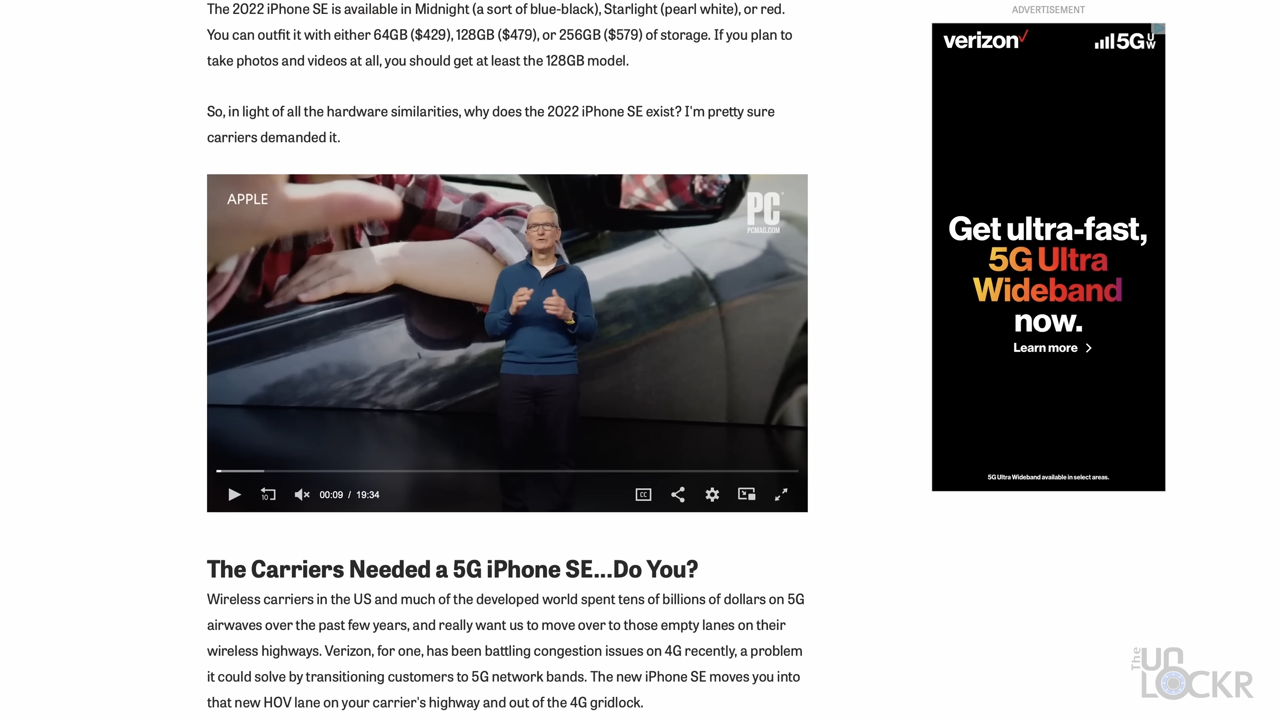 The 2022 iPhone SE is available in Midnight (a sort of blue-black), Starlight (pearl white), or red.
You can outfit it with either 64GB ($429), 128GB ($479), or 256GB ($579) of storage. If you plan to
take photos and videos at all, you should get at least the 128GB model.
So, in light of all the hardware similarities, why does the 2022 iPhone SE exist? I'm pretty sure
carriers demanded it.
APPLE
PC
PCMAG.COM
10
00:09 / 19:34
CC
The Carriers Needed a 5G iPhone SE...Do You?
Wireless carriers in the US and much of the developed world spent tens of billions of dollars on 5G
airwaves over the past few years, and really want us to move over to those empty lanes on their
wireless highways. Verizon, for one, has been battling congestion issues on 4G recently, a problem
it could solve by transitioning customers to 5G network bands. The new iPhone SE moves you into
that new HOV lane on your carrier's highway and out of the 4G gridlock.
ADVERTISEMENT
verizon
5G UW
Get ultra-fast,
5G Ultra
Wideband
now.
Learn more >
5G Ultra Wideband available in select areas.
The UNLOCKR